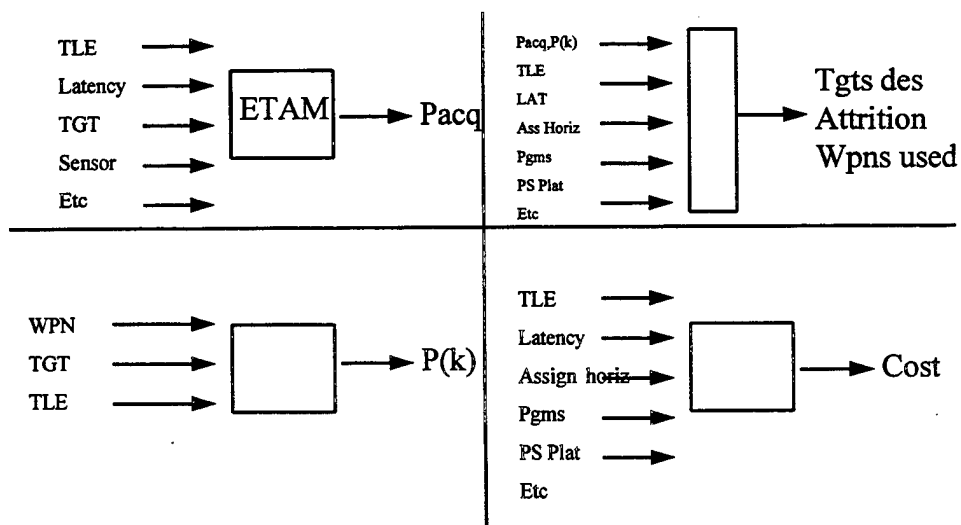 TLE
Latency
TGT
Sensor
Etc
ETAM
Pacq
Pacq,P(k)
TLE
LAT
Ass Horiz
Pgms
PS Plat
Etc
Tgts des
Attrition
Wpns used
WPN
TGT
TLE
P(k)
TLE
Latency
Assign horiz
Pgms
PS Plat
Etc
Cost